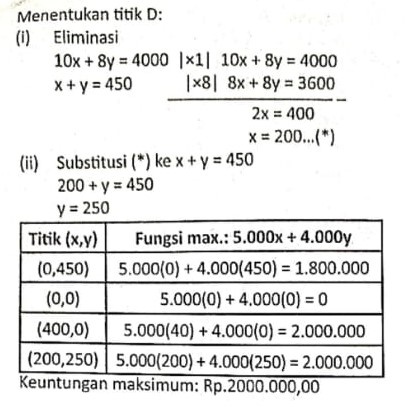 Menentukan titik D:
(i) Eliminasi
10x + 8y = 4000 |×1| 10x + 8y = 4000
x + y = 450 |×8| 8x + 8y = 3600
2x = 400
x = 200...(*)
(ii) Substitusi (*) ke x + y = 450
200 + y = 450
y = 250
Titik (x,y) Fungsi max.: 5.000x + 4.000y
(0,450) 5.000(0) + 4.000(450) = 1.800.000
(0,0) 5.000(0) + 4.000(0) = 0
(400,0) 5.000(40) + 4.000(0) = 2.000.000
(200,250) 5.000(200) + 4.000(250) = 2.000.000
Keuntungan maksimum: Rp.2000.000,00